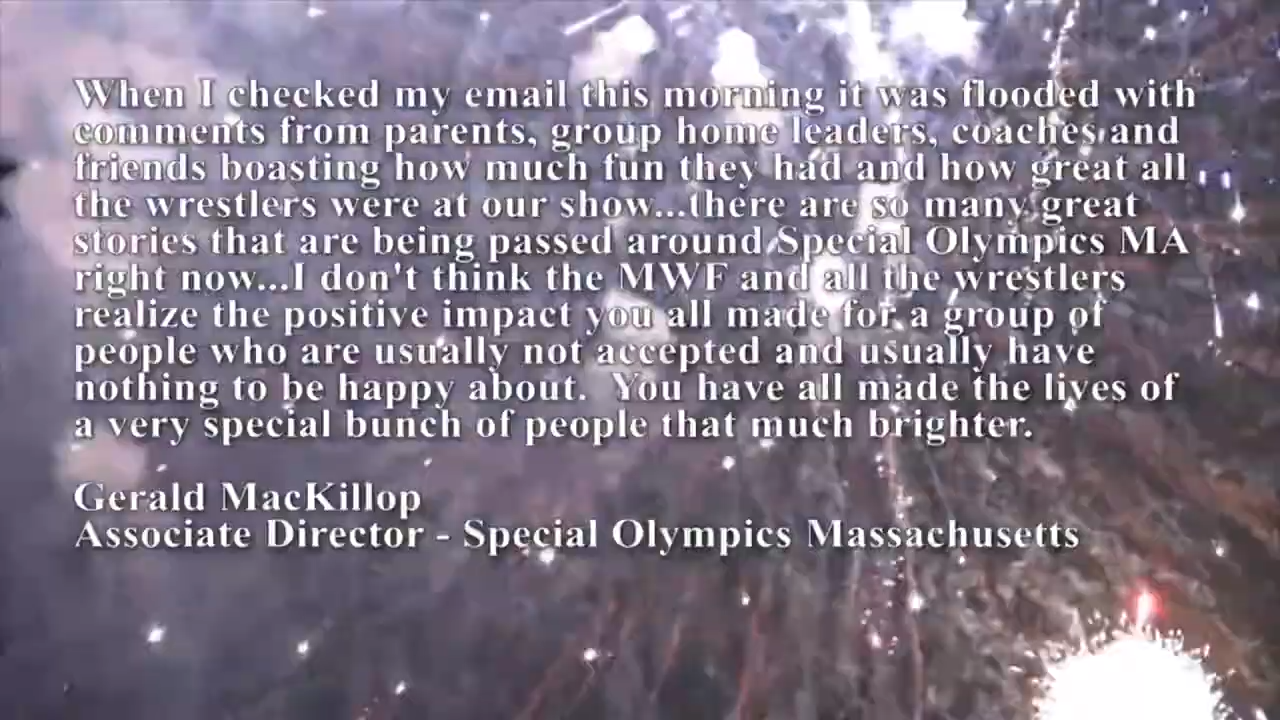 When I checked my email this morning it was flooded with
comments from parents, group home leaders, coaches and
friends boasting how much fun they had and how great all
the wrestlers were at our show...there are so many great
stories that are being passed around Special Olympics MA
right now...I don't think the MWF and all the wrestlers
realize the positive impact you all made for a group of
people who are usually not accepted and usually have
nothing to be happy about.  You have all made the lives of
a very special bunch of people that much brighter.
Gerald MacKillop
Associate Director - Special Olympics Massachusetts